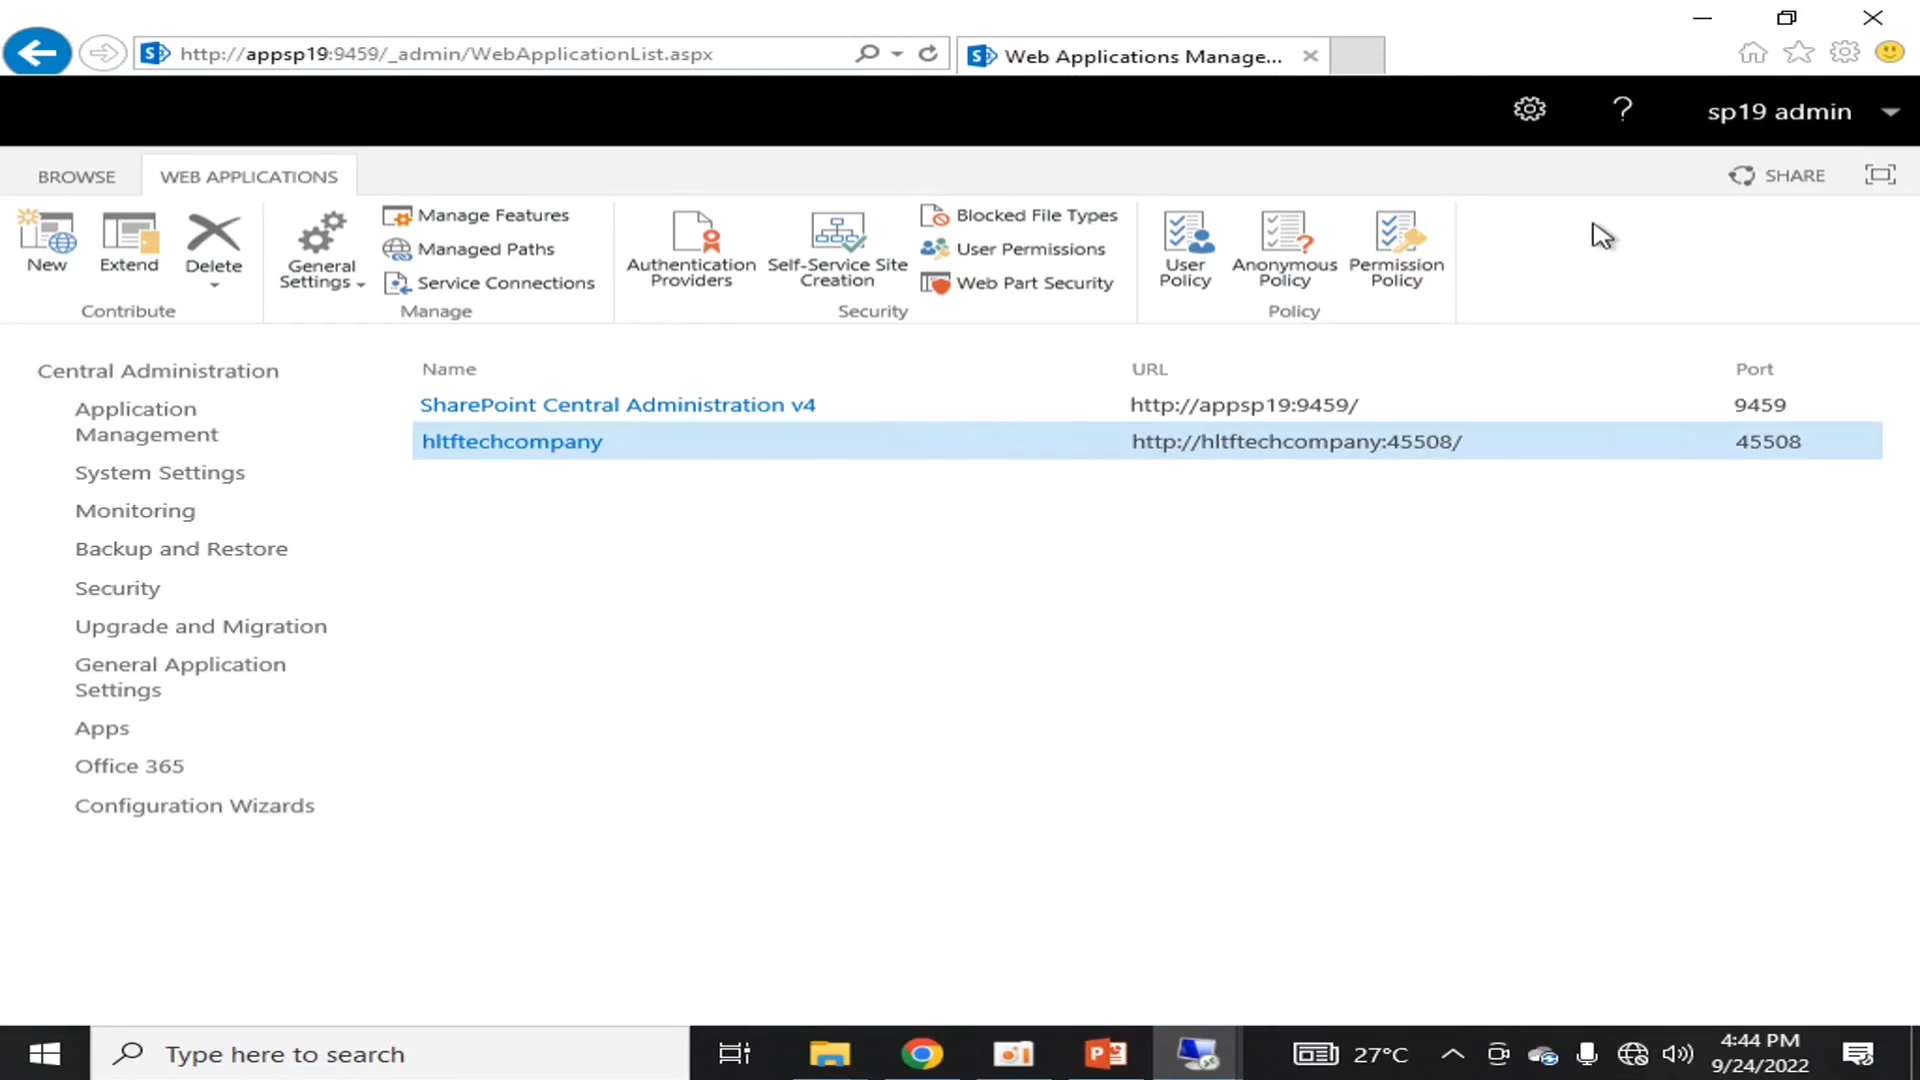 http://appsp19:9459/_admin/WebApplicationList.aspx
Web Applications Manage...
sp19 admin
BROWSE
WEB APPLICATIONS
SHARE
New
Extend
Delete
Contribute
General
Settings
Manage Features
Managed Paths
Service Connections
Manage
Authentication
Providers
Self-Service Site
Creation
Blocked File Types
User Permissions
Web Part Security
Security
User
Policy
Anonymous
Policy
Permission
Policy
Policy
Central Administration
Application
Management
System Settings
Monitoring
Backup and Restore
Security
Upgrade and Migration
General Application
Settings
Apps
Office 365
Configuration Wizards
Name URL Port
SharePoint Central Administration v4 http://appsp19:9459/ 9459
hltftechcompany http://hltftechcompany:45508/ 45508
Type here to search
27°C
4:44 PM
9/24/2022